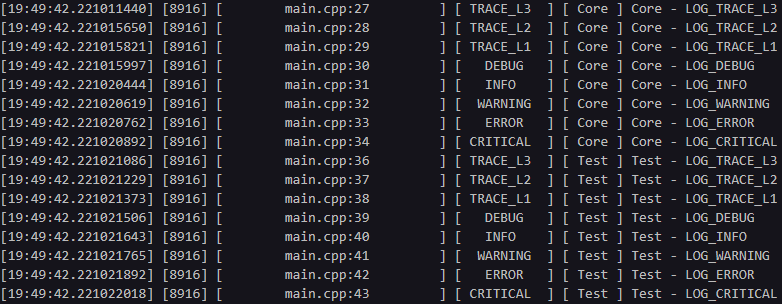 [19:49:42.221011440] [8916] [        main.cpp:27         ] [ TRACE_L3  ] [ Core ] Core - LOG_TRACE_L3
[19:49:42.221015650] [8916] [        main.cpp:28         ] [ TRACE_L2  ] [ Core ] Core - LOG_TRACE_L2
[19:49:42.221015821] [8916] [        main.cpp:29         ] [ TRACE_L1  ] [ Core ] Core - LOG_TRACE_L1
[19:49:42.221015997] [8916] [        main.cpp:30         ] [   DEBUG   ] [ Core ] Core - LOG_DEBUG
[19:49:42.221020444] [8916] [        main.cpp:31         ] [   INFO    ] [ Core ] Core - LOG_INFO
[19:49:42.221020619] [8916] [        main.cpp:32         ] [  WARNING  ] [ Core ] Core - LOG_WARNING
[19:49:42.221020762] [8916] [        main.cpp:33         ] [   ERROR   ] [ Core ] Core - LOG_ERROR
[19:49:42.221020892] [8916] [        main.cpp:34         ] [ CRITICAL  ] [ Core ] Core - LOG_CRITICAL
[19:49:42.221021086] [8916] [        main.cpp:36         ] [ TRACE_L3  ] [ Test ] Test - LOG_TRACE_L3
[19:49:42.221021229] [8916] [        main.cpp:37         ] [ TRACE_L2  ] [ Test ] Test - LOG_TRACE_L2
[19:49:42.221021373] [8916] [        main.cpp:38         ] [ TRACE_L1  ] [ Test ] Test - LOG_TRACE_L1
[19:49:42.221021506] [8916] [        main.cpp:39         ] [   DEBUG   ] [ Test ] Test - LOG_DEBUG
[19:49:42.221021643] [8916] [        main.cpp:40         ] [   INFO    ] [ Test ] Test - LOG_INFO
[19:49:42.221021765] [8916] [        main.cpp:41         ] [  WARNING  ] [ Test ] Test - LOG_WARNING
[19:49:42.221021892] [8916] [        main.cpp:42         ] [   ERROR   ] [ Test ] Test - LOG_ERROR
[19:49:42.221022018] [8916] [        main.cpp:43         ] [ CRITICAL  ] [ Test ] Test - LOG_CRITICAL